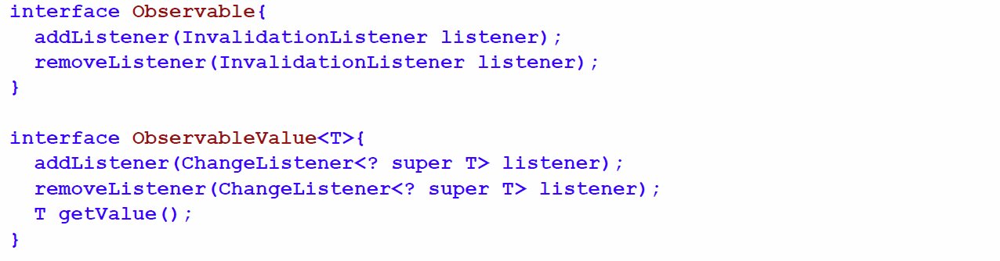 interface Observable{
addListener(InvalidationListener listener);
removeListener(InvalidationListener listener);
}
interface ObservableValue<T>{
addListener(ChangeListener<? super T> listener);
removeListener(ChangeListener<? super T> listener);
T getValue();
}